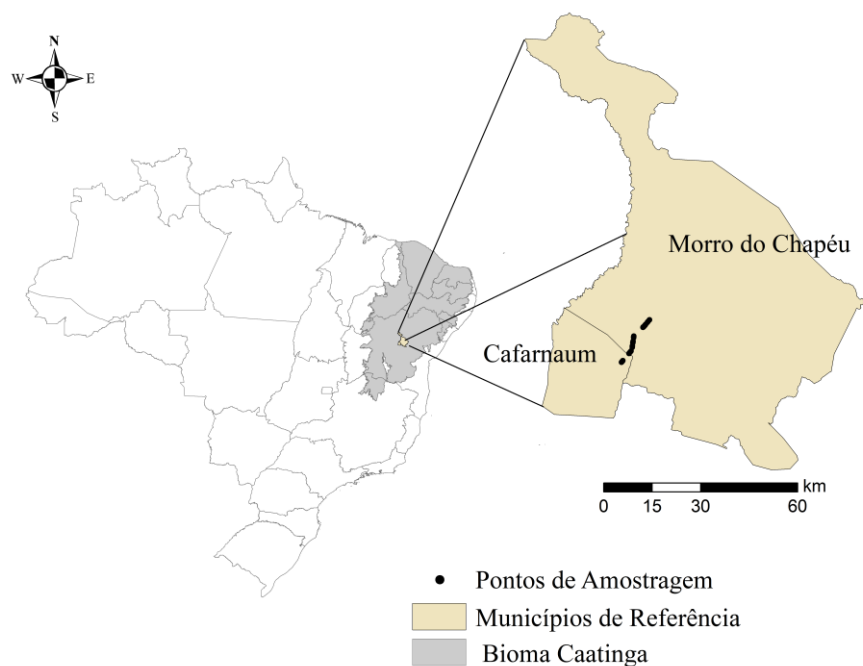 N
W E
S
Morro do Chapéu
Cafarnaum
km
0 15 30 60
Pontos de Amostragem
Municípios de Referência
Bioma Caatinga